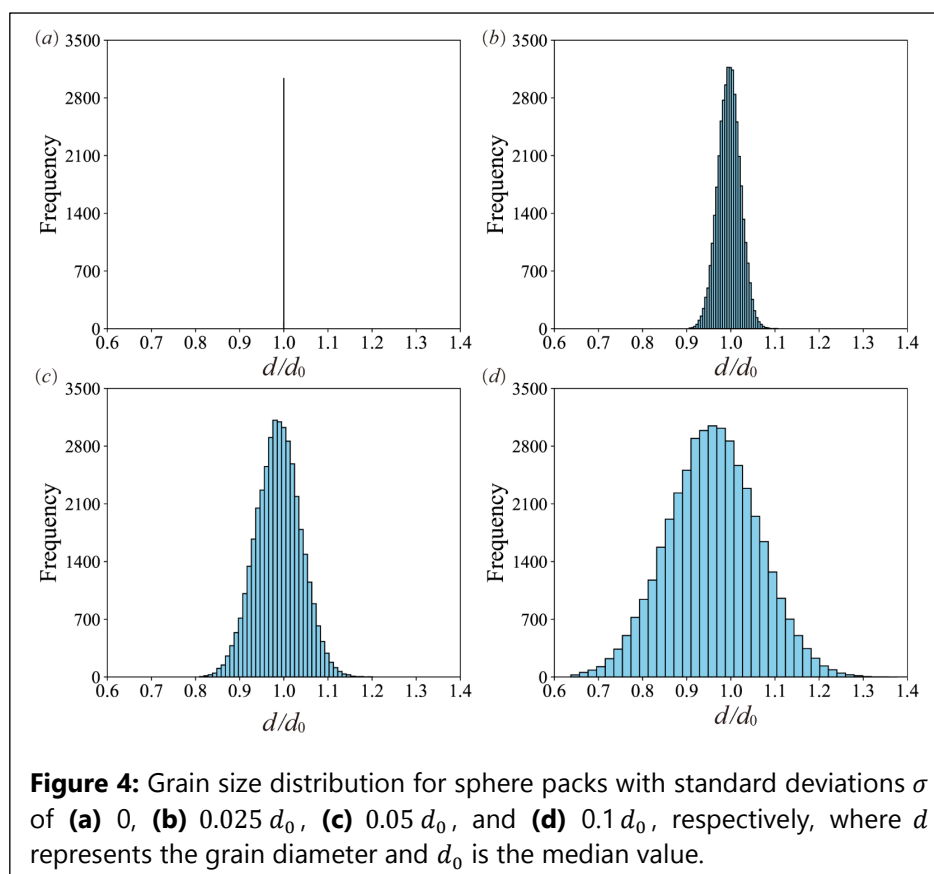 (a)
3500
2800
2100
1400
700
0
Frequency
0.6 0.7 0.8 0.9 1.0 1.1 1.2 1.3 1.4
d/d₀
(b)
3500
2800
2100
1400
700
0
Frequency
0.6 0.7 0.8 0.9 1.0 1.1 1.2 1.3 1.4
d/d₀
(c)
3500
2800
2100
1400
700
0
Frequency
0.6 0.7 0.8 0.9 1.0 1.1 1.2 1.3 1.4
d/d₀
(d)
3500
2800
2100
1400
700
0
Frequency
0.6 0.7 0.8 0.9 1.0 1.1 1.2 1.3 1.4
d/d₀
Figure 4: Grain size distribution for sphere packs with standard deviations σ
of (a) 0, (b) 0.025 d₀, (c) 0.05 d₀, and (d) 0.1 d₀, respectively, where d
represents the grain diameter and d₀ is the median value.